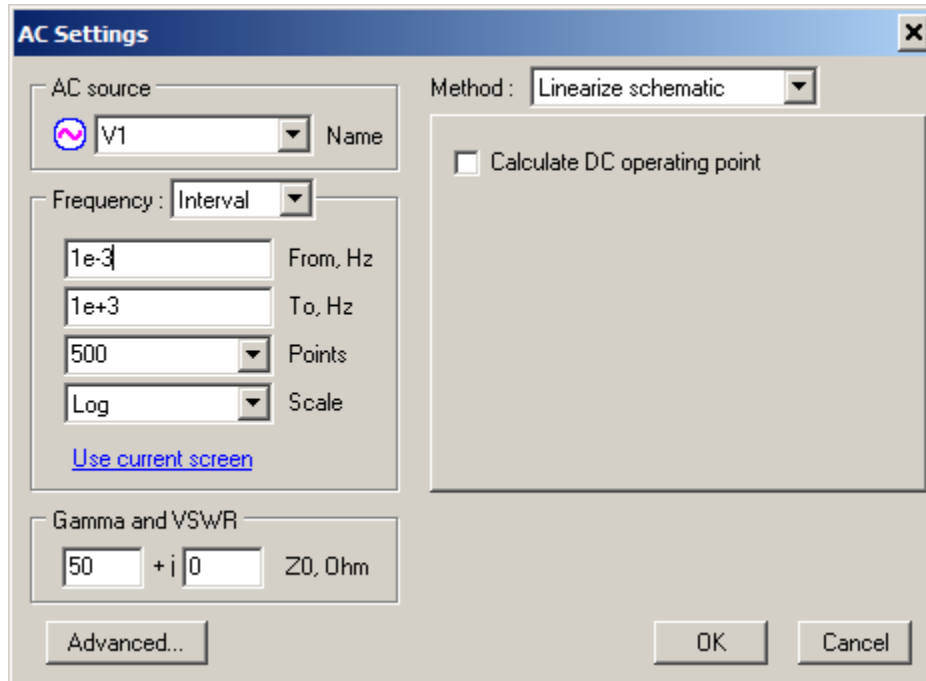 AC Settings
AC source
V1 Name
Frequency : Interval
1e-3 From, Hz
1e+3 To, Hz
500 Points
Log Scale
Use current screen
Gamma and VSWR
50 + j 0 Z0, Ohm
Method : Linearize schematic
Calculate DC operating point
Advanced...
OK
Cancel